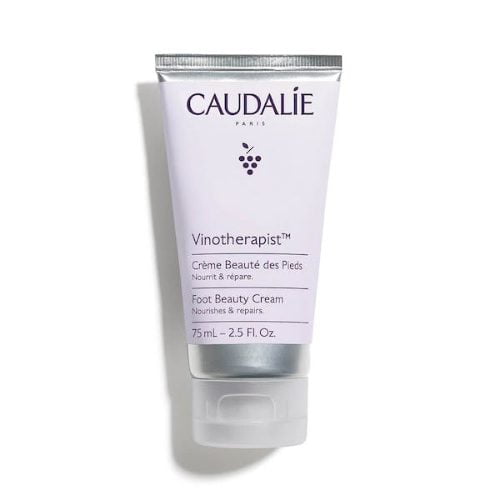 CAUDALÍE
PARIS
Vinotherapist™
Crème Beauté des Pieds
Nourrit & répare.
Foot Beauty Cream
Nourishes & repairs.
75 mL – 2.5 Fl. Oz.